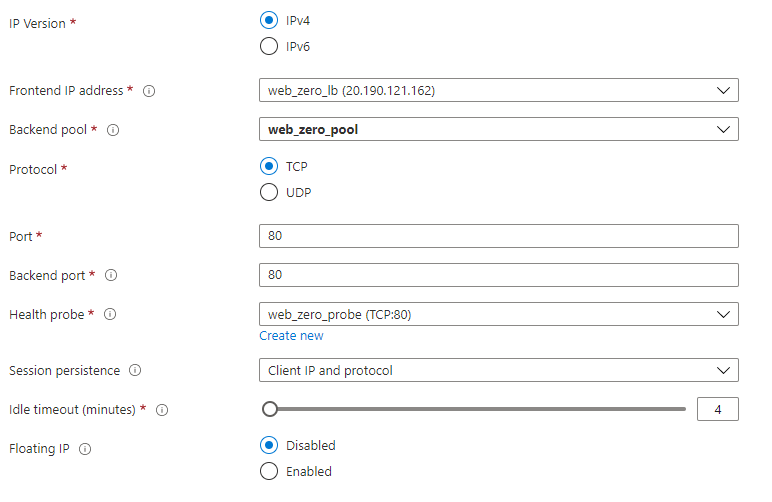 IP Version *
IPv4
IPv6
Frontend IP address *
web_zero_lb (20.190.121.162)
Backend pool *
web_zero_pool
Protocol *
TCP
UDP
Port *
80
Backend port *
80
Health probe *
web_zero_probe (TCP:80)
Create new
Session persistence
Client IP and protocol
Idle timeout (minutes) *
4
Floating IP
Disabled
Enabled